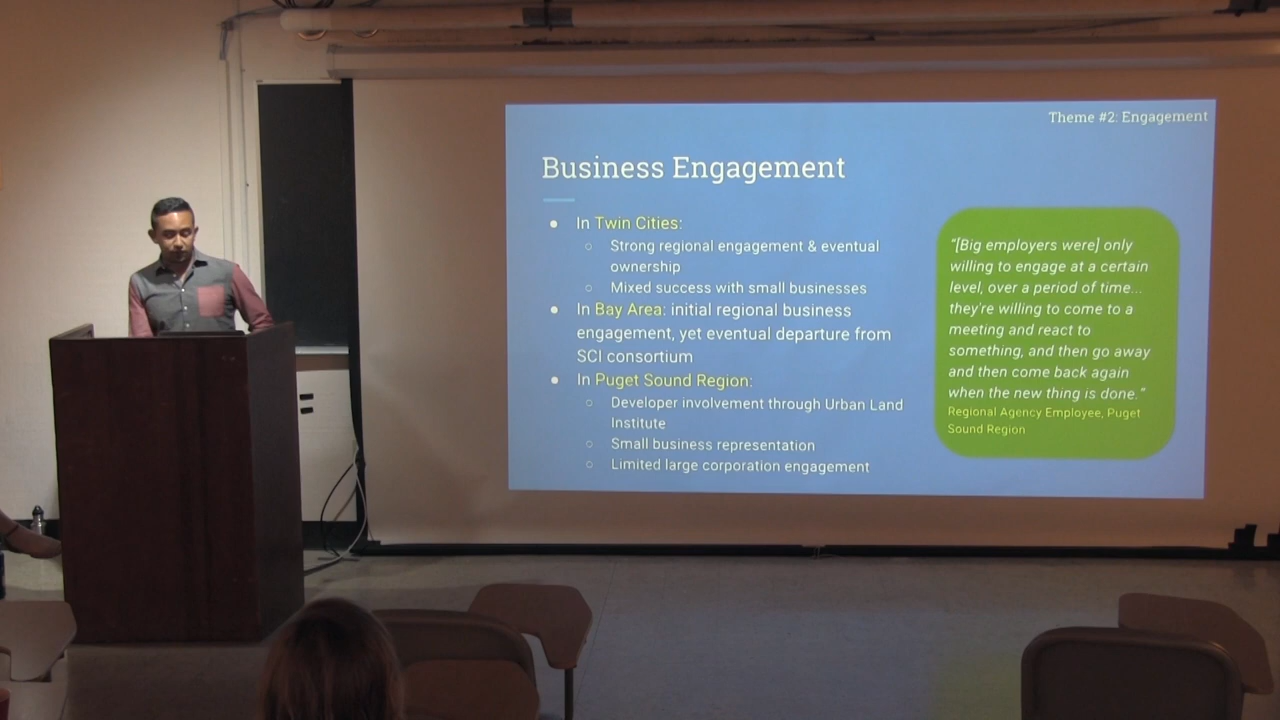 Theme #2: Engagement
Business Engagement
In Twin Cities:
Strong regional engagement & eventual
ownership
Mixed success with small businesses
In Bay Area: initial regional business
engagement, yet eventual departure from
SCI consortium
In Puget Sound Region:
Developer involvement through Urban Land
Institute
Small business representation
Limited large corporation engagement
“[Big employers were] only
willing to engage at a certain
level, over a period of time...
they’re willing to come to a
meeting and react to
something, and then go away
and then come back again
when the new thing is done.”
Regional Agency Employee, Puget
Sound Region